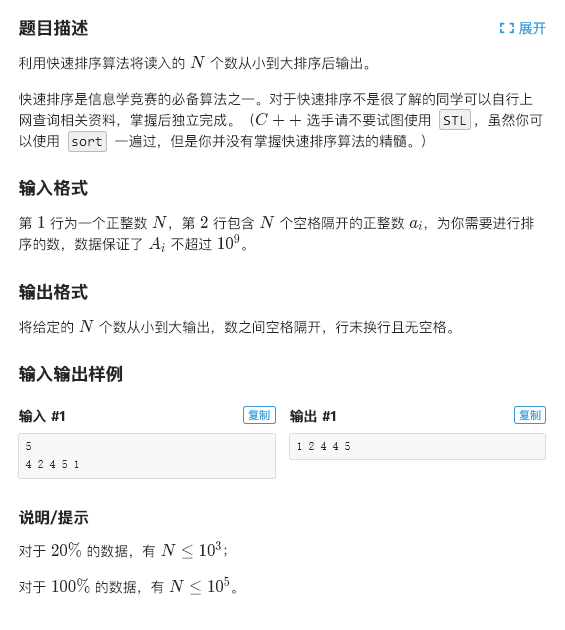 题目描述
展开
利用快速排序算法将读入的 N 个数从小到大排序后输出。
快速排序是信息学竞赛的必备算法之一。对于快速排序不是很了解的同学可以自行上
网查询相关资料，掌握后独立完成。（C + + 选手请不要试图使用 STL ，虽然你可
以使用 sort 一遍过，但是你并没有掌握快速排序算法的精髓。）
输入格式
第 1 行为一个正整数 N，第 2 行包含 N 个空格隔开的正整数 aᵢ，为你需要进行排
序的数，数据保证了 Aᵢ 不超过 10⁹。
输出格式
将给定的 N 个数从小到大输出，数之间空格隔开，行末换行且无空格。
输入输出样例
输入 #1
复制
5
4 2 4 5 1
输出 #1
复制
1 2 4 4 5
说明/提示
对于 20% 的数据，有 N ≤ 10³；
对于 100% 的数据，有 N ≤ 10⁵。